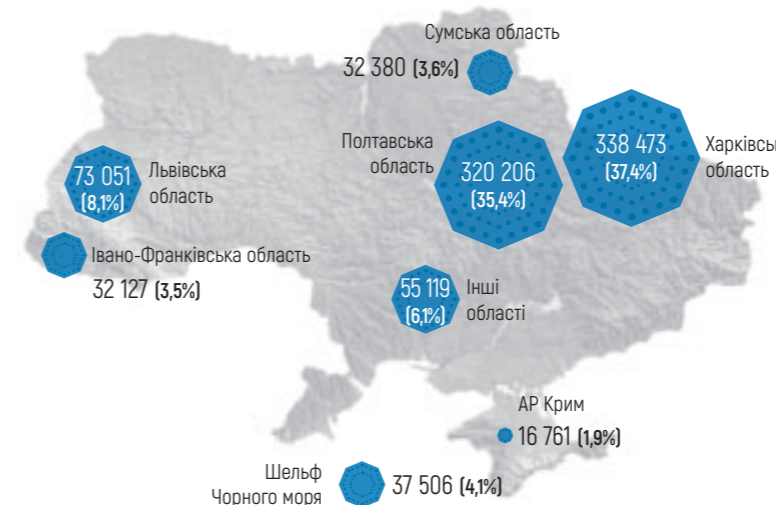 Сумська область
32 380 (3,6%)
Полтавська
область
320 206
(35,4%)
338 473
(37,4%)
Харківсь
область
73 051
(8,1%)
Львівська
область
Івано-Франківська область
32 127 (3,5%)
55 119
(6,1%)
Інші
області
АР Крим
16 761 (1,9%)
Шельф
Чорного моря
37 506 (4,1%)